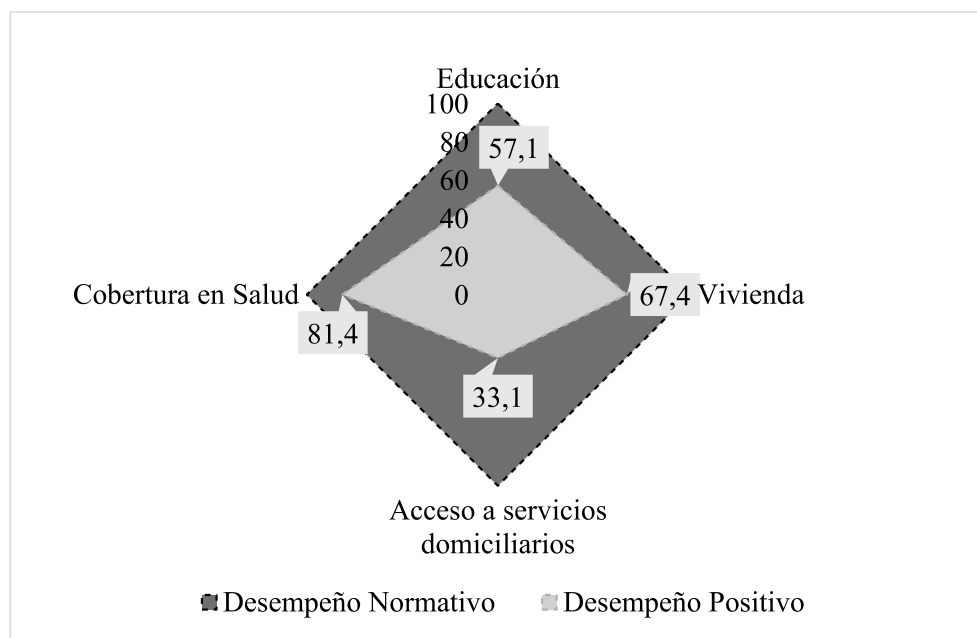 Educación
100
80
57,1
60
40
20
Cobertura en Salud
0
67,4
Vivienda
81,4
33,1
Acceso a servicios
domiciliarios
Desempeño Normativo
Desempeño Positivo